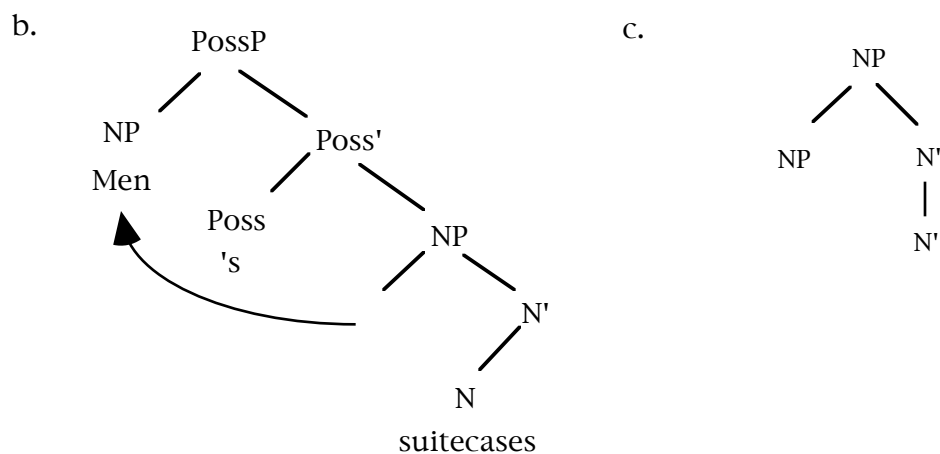 b.
c.
PossP
NP
NP
Poss'
Men
NP
N'
Poss
's
NP
N'
N'
N
suitecases